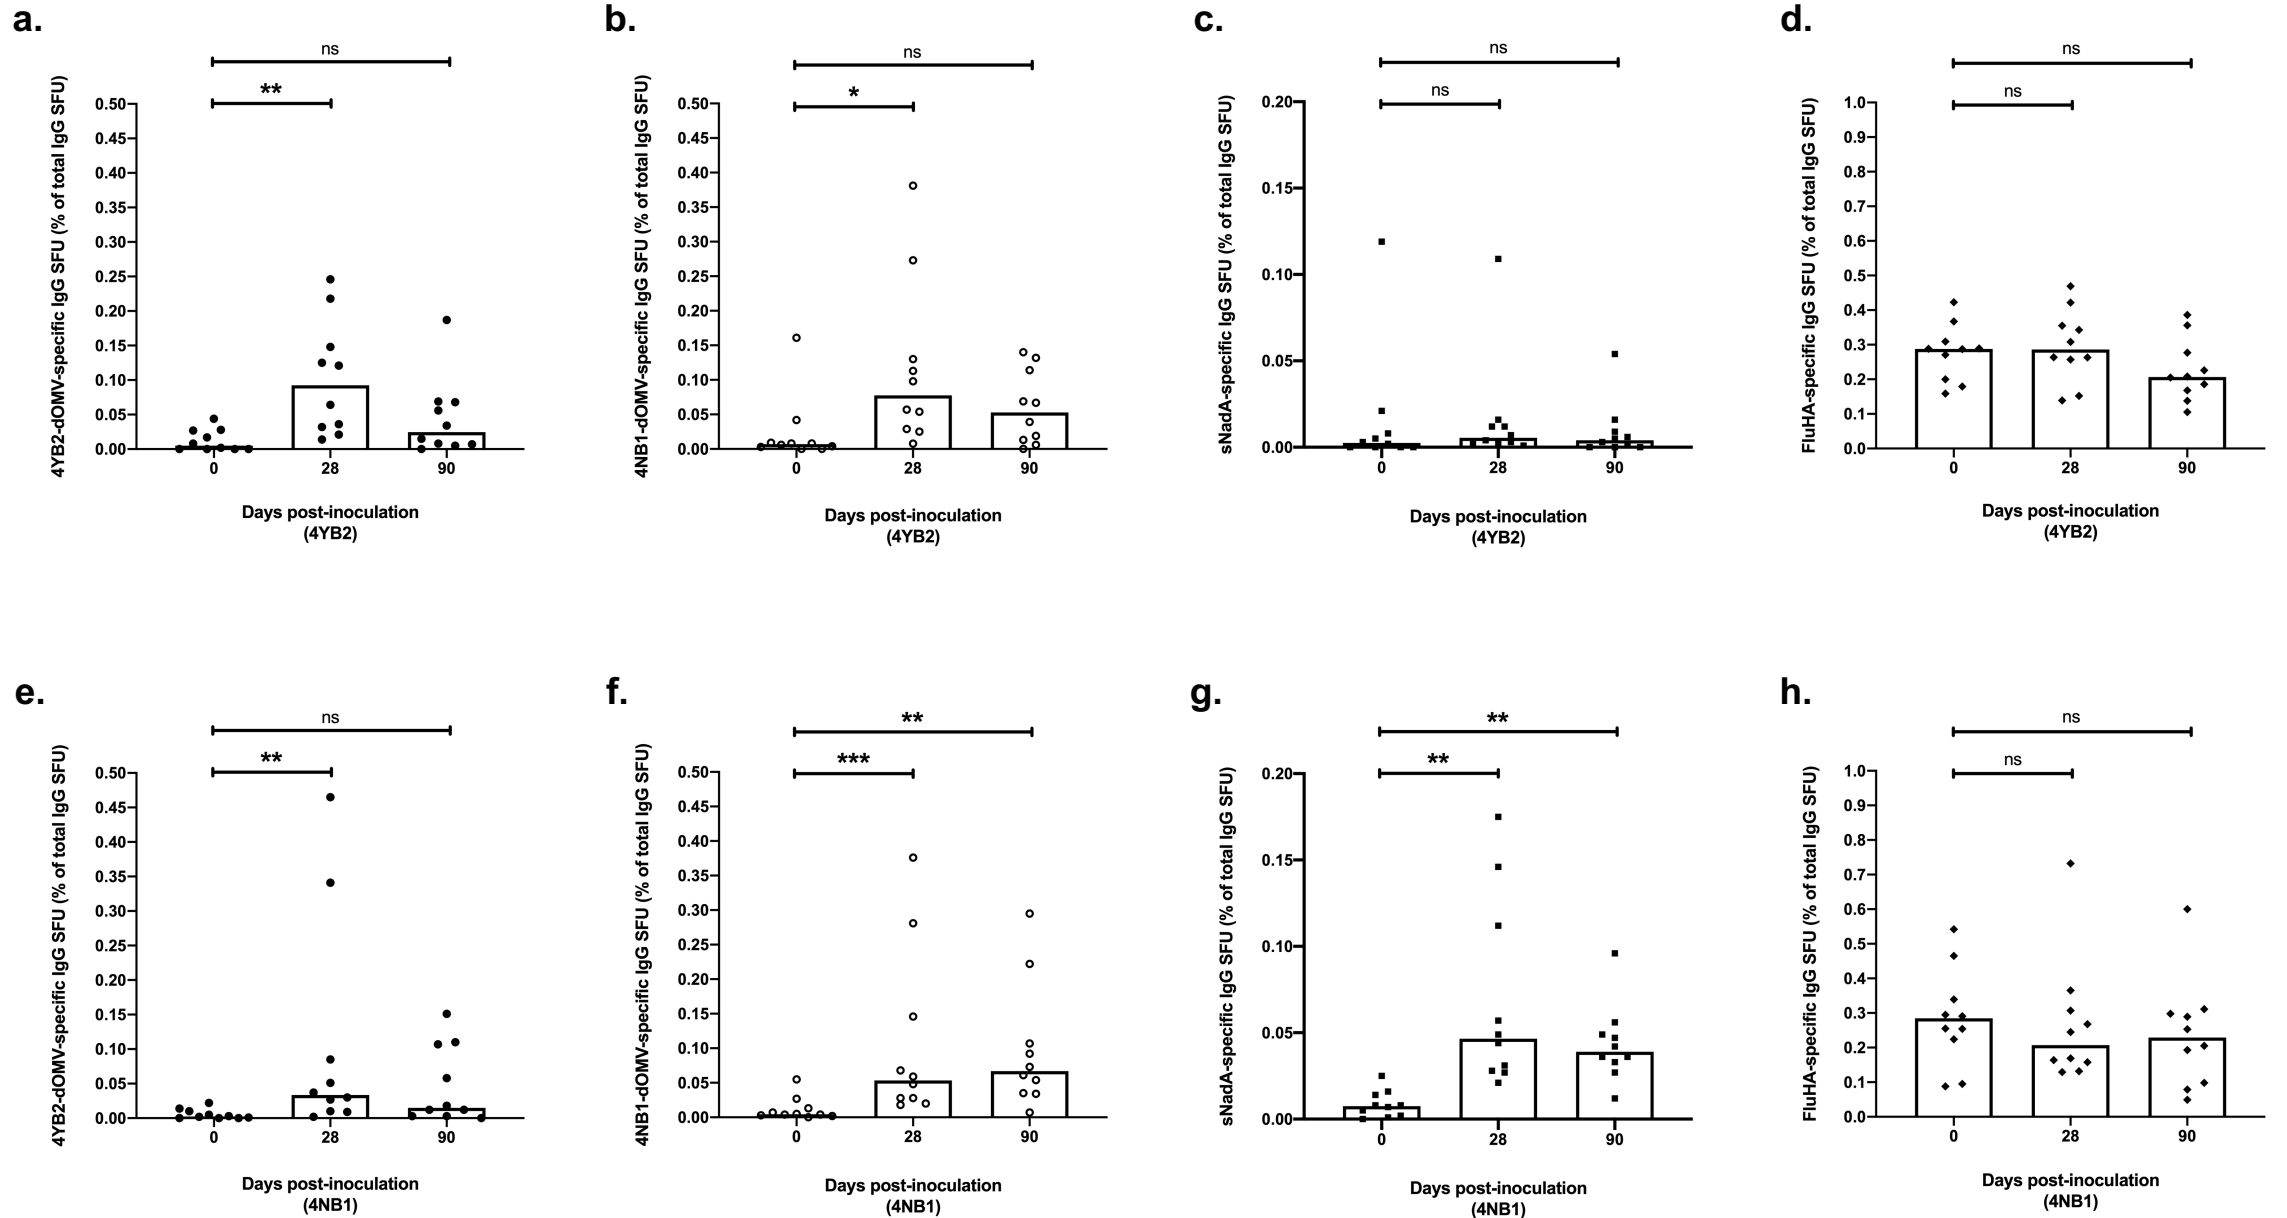 a.
ns
**
4YB2-dOMV-specific IgG SFU (% of total IgG SFU)
0.50
0.45
0.40
0.35
0.30
0.25
0.20
0.15
0.10
0.05
0.00
0 28 90
Days post-inoculation
(4YB2)
b.
ns
*
4NB1-dOMV-specific IgG SFU (% of total IgG SFU)
0.50
0.45
0.40
0.35
0.30
0.25
0.20
0.15
0.10
0.05
0.00
0 28 90
Days post-inoculation
(4YB2)
c.
ns
ns
sNadA-specific IgG SFU (% of total IgG SFU)
0.20
0.15
0.10
0.05
0.00
0 28 90
Days post-inoculation
(4YB2)
d.
ns
ns
FluHA-specific IgG SFU (% of total IgG SFU)
1.0
0.9
0.8
0.7
0.6
0.5
0.4
0.3
0.2
0.1
0.0
0 28 90
Days post-inoculation
(4YB2)
e.
ns
**
4YB2-dOMV-specific IgG SFU (% of total IgG SFU)
0.50
0.45
0.40
0.35
0.30
0.25
0.20
0.15
0.10
0.05
0.00
0 28 90
Days post-inoculation
(4NB1)
f.
**
***
4NB1-dOMV-specific IgG SFU (% of total IgG SFU)
0.50
0.45
0.40
0.35
0.30
0.25
0.20
0.15
0.10
0.05
0.00
0 28 90
Days post-inoculation
(4NB1)
g.
**
**
sNadA-specific IgG SFU (% of total IgG SFU)
0.20
0.15
0.10
0.05
0.00
0 28 90
Days post-inoculation
(4NB1)
h.
ns
ns
FluHA-specific IgG SFU (% of total IgG SFU)
1.0
0.9
0.8
0.7
0.6
0.5
0.4
0.3
0.2
0.1
0.0
0 28 90
Days post-inoculation
(4NB1)